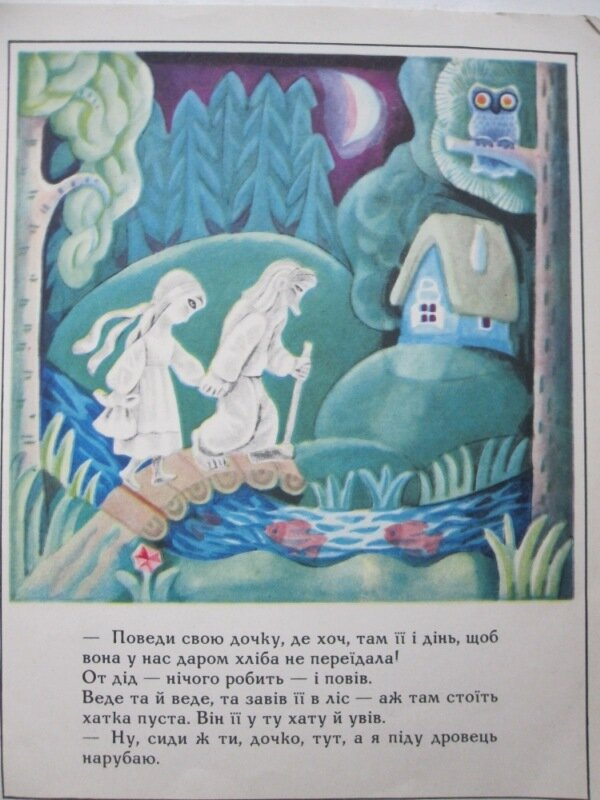 — Поведи свою дочку, де хоч, там її і дінь, щоб
вона у нас даром хліба не переїдала!
От дід — нічого робить — і повів.
Веде та й веде, та завів її в ліс — аж там стоїть
хатка пуста. Він її у ту хату й увів.
— Ну, сиди ж ти, дочко, тут, а я піду дровець
нарубаю.